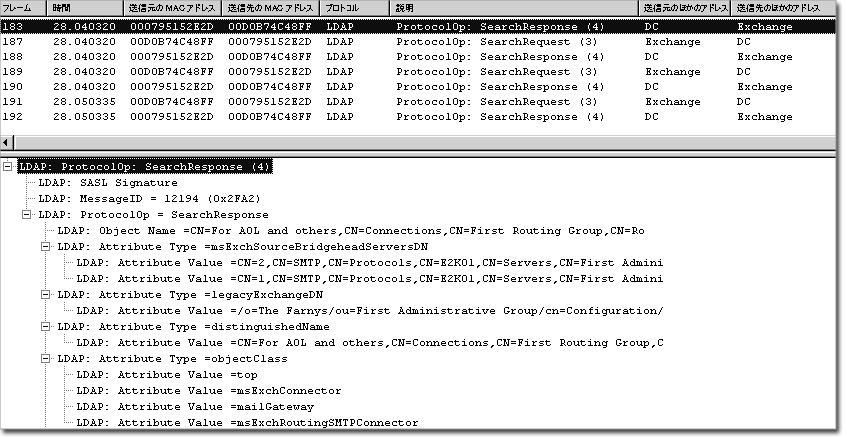 フレーム 時間 送信元の MAC アドレス 送信先の MAC アドレス プロトコル 説明 送信元のほかのアドレス 送信先のほかのアドレス
183 28.040320 000795152E2D 00D0B74C48FF LDAP ProtocolOp: SearchResponse (4) DC Exchange
187 28.040320 00D0B74C48FF 000795152E2D LDAP ProtocolOp: SearchRequest (3) Exchange DC
188 28.040320 000795152E2D 00D0B74C48FF LDAP ProtocolOp: SearchResponse (4) DC Exchange
189 28.040320 00D0B74C48FF 000795152E2D LDAP ProtocolOp: SearchRequest (3) Exchange DC
190 28.040320 000795152E2D 00D0B74C48FF LDAP ProtocolOp: SearchResponse (4) DC Exchange
191 28.050335 00D0B74C48FF 000795152E2D LDAP ProtocolOp: SearchRequest (3) Exchange DC
192 28.050335 000795152E2D 00D0B74C48FF LDAP ProtocolOp: SearchResponse (4) DC Exchange
LDAP: ProtocolOp: SearchResponse (4)
LDAP: SASL Signature
LDAP: MessageID = 12194 (0x2FA2)
LDAP: ProtocolOp = SearchResponse
LDAP: Object Name =CN=For AOL and others,CN=Connections,CN=First Routing Group,CN=Ro
LDAP: Attribute Type =msExchSourceBridgeheadServersDN
LDAP: Attribute Value =CN=2,CN=SMTP,CN=Protocols,CN=E2K01,CN=Servers,CN=First Admini
LDAP: Attribute Value =CN=1,CN=SMTP,CN=Protocols,CN=E2K01,CN=Servers,CN=First Admini
LDAP: Attribute Type =legacyExchangeDN
LDAP: Attribute Value =/o=The Farnys/ou=First Administrative Group/cn=Configuration/
LDAP: Attribute Type =distinguishedName
LDAP: Attribute Value =CN=For AOL and others,CN=Connections,CN=First Routing Group,C
LDAP: Attribute Type =objectClass
LDAP: Attribute Value =top
LDAP: Attribute Value =msExchConnector
LDAP: Attribute Value =mailGateway
LDAP: Attribute Value =msExchRoutingSMTPConnector